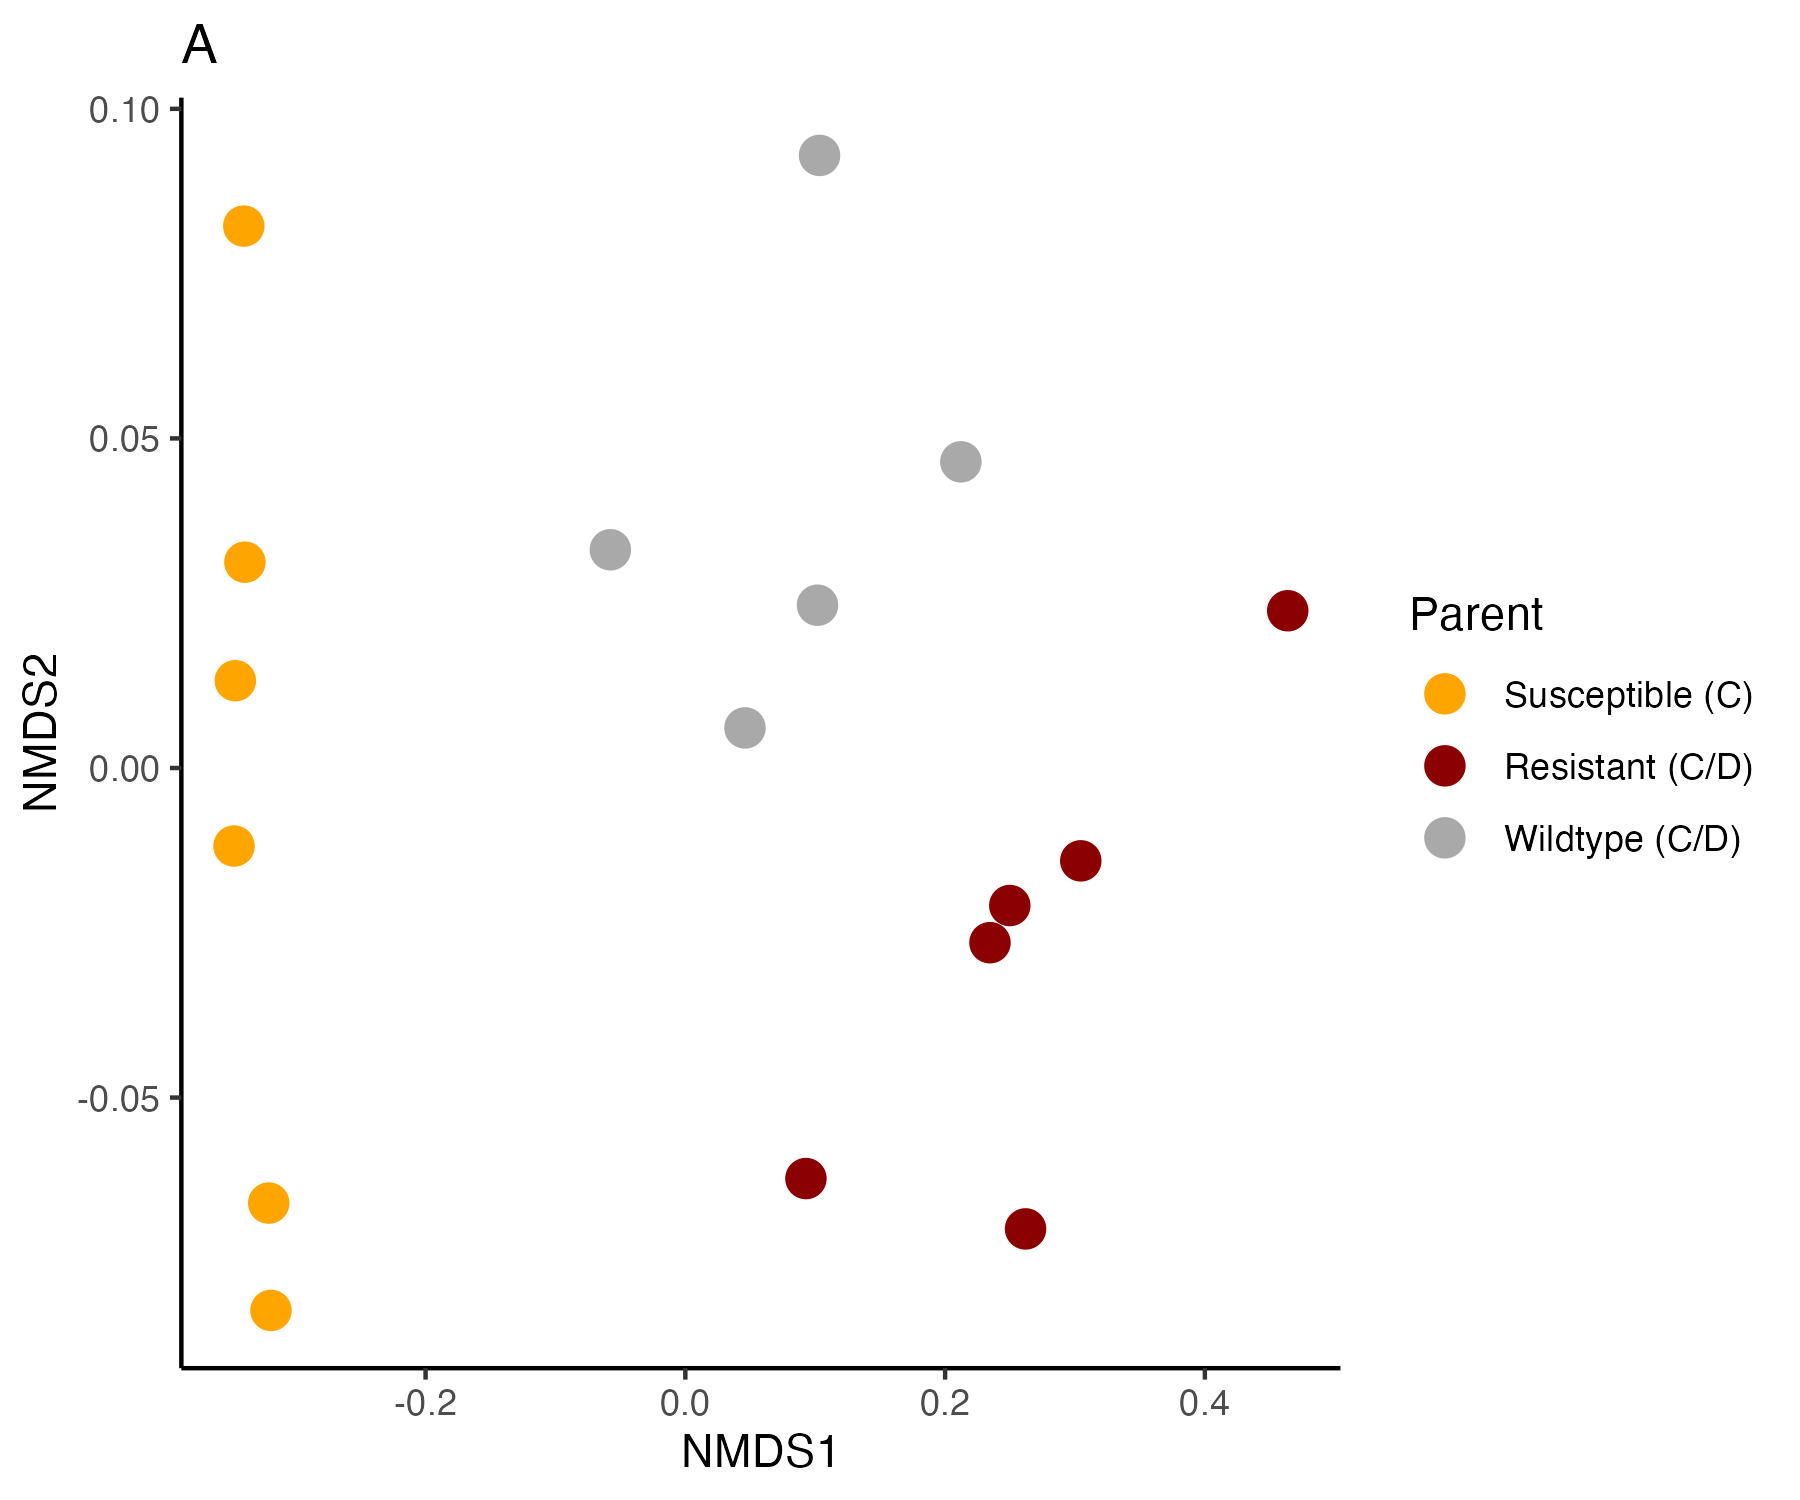 A
0.10
0.05
0.00
-0.05
NMDS2
-0.2 0.0 0.2 0.4
NMDS1
Parent
Susceptible (C)
Resistant (C/D)
Wildtype (C/D)